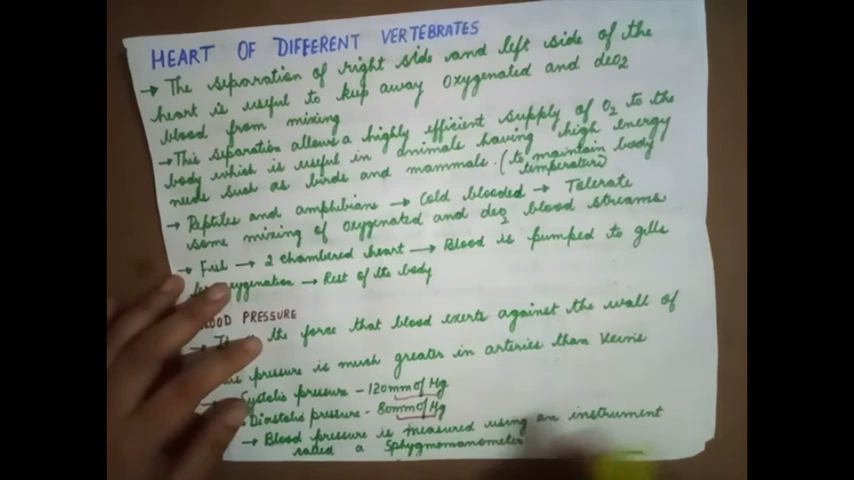 HEART OF DIFFERENT VERTEBRATES
→ The separation of right side and left side of the
heart is useful to keep away oxygenated and deO2
blood from mixing
→ This separation allows a highly efficient supply of O2 to the
body which is useful in animals having high energy
needs such as birds and mammals. (to maintain body
temperature)
→ Reptiles and amphibians → Cold blooded → Tolerate
some mixing of oxygenated and deO2 blood streams
→ Fish → 2 chambered heart → Blood is pumped to gills
oxygenation → Rest of the body
BLOOD PRESSURE
→ the force that blood exerts against the wall of
pressure is much greater in arteries than veins
Systolic pressure - 120mm of Hg
Diastolic pressure - 80mm of Hg
→ Blood pressure is measured using an instrument
called a Sphygmomanometer